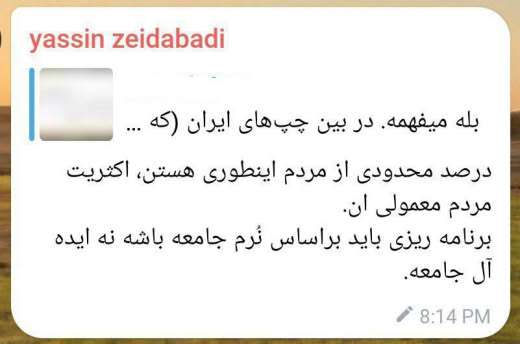 yassin zeidabadi
بله میفهمه. در بین چپ‌های ایران (که ...
درصد محدودی از مردم اینطوری هستن، اکثریت
مردم معمولی ان.
برنامه ریزی باید براساس نُرم جامعه باشه نه ایده
آل جامعه.
8:14 PM